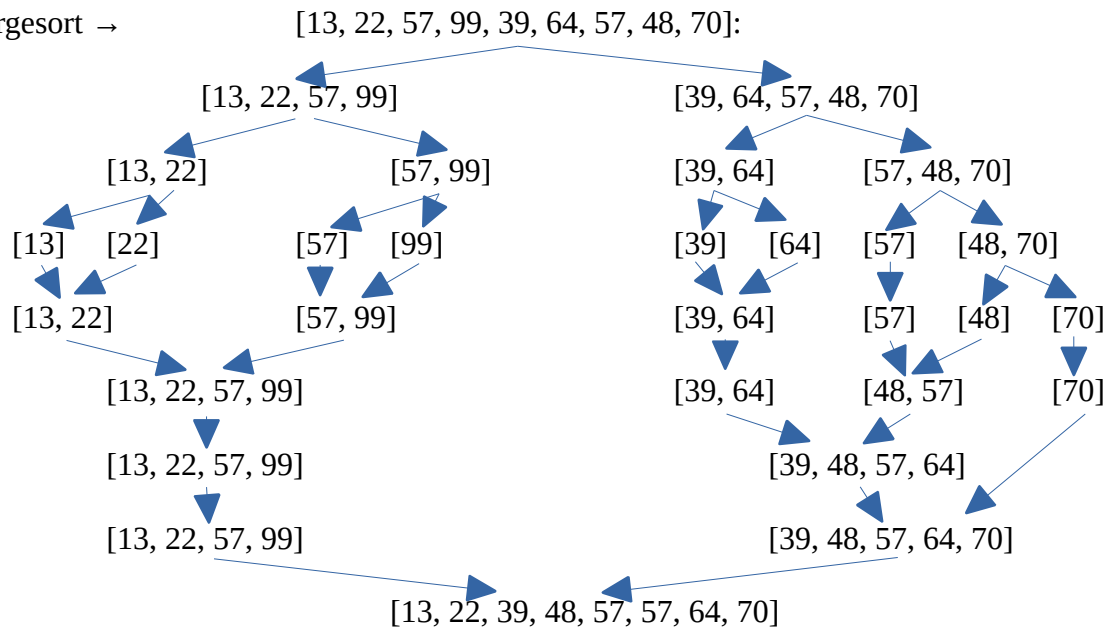 rgesort → [13, 22, 57, 99, 39, 64, 57, 48, 70]:
[13, 22, 57, 99] [39, 64, 57, 48, 70]
[13, 22] [57, 99] [39, 64] [57, 48, 70]
[13] [22] [57] [99] [39] [64] [57] [48, 70]
[13, 22] [57, 99] [39, 64] [57] [48] [70]
[13, 22, 57, 99] [39, 64] [48, 57] [70]
[13, 22, 57, 99] [39, 48, 57, 64]
[13, 22, 57, 99] [39, 48, 57, 64, 70]
[13, 22, 39, 48, 57, 57, 64, 70]